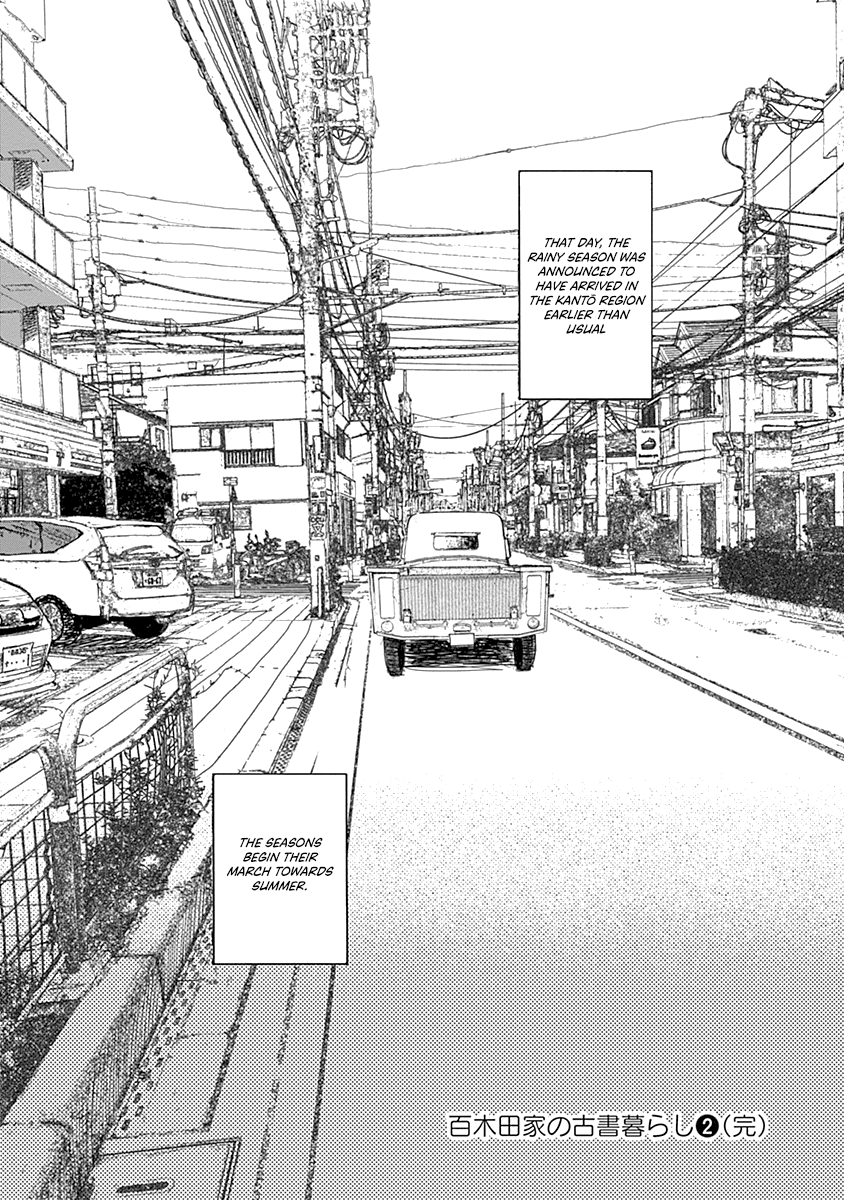 THAT DAY, THE
RAINY SEASON WAS
ANNOUNCED TO
HAVE ARRIVED IN
THE KANTŌ REGION
EARLIER THAN
USUAL
THE SEASONS
BEGIN THEIR
MARCH TOWARDS
SUMMER.
百木田家の古書暮らし❷(完)